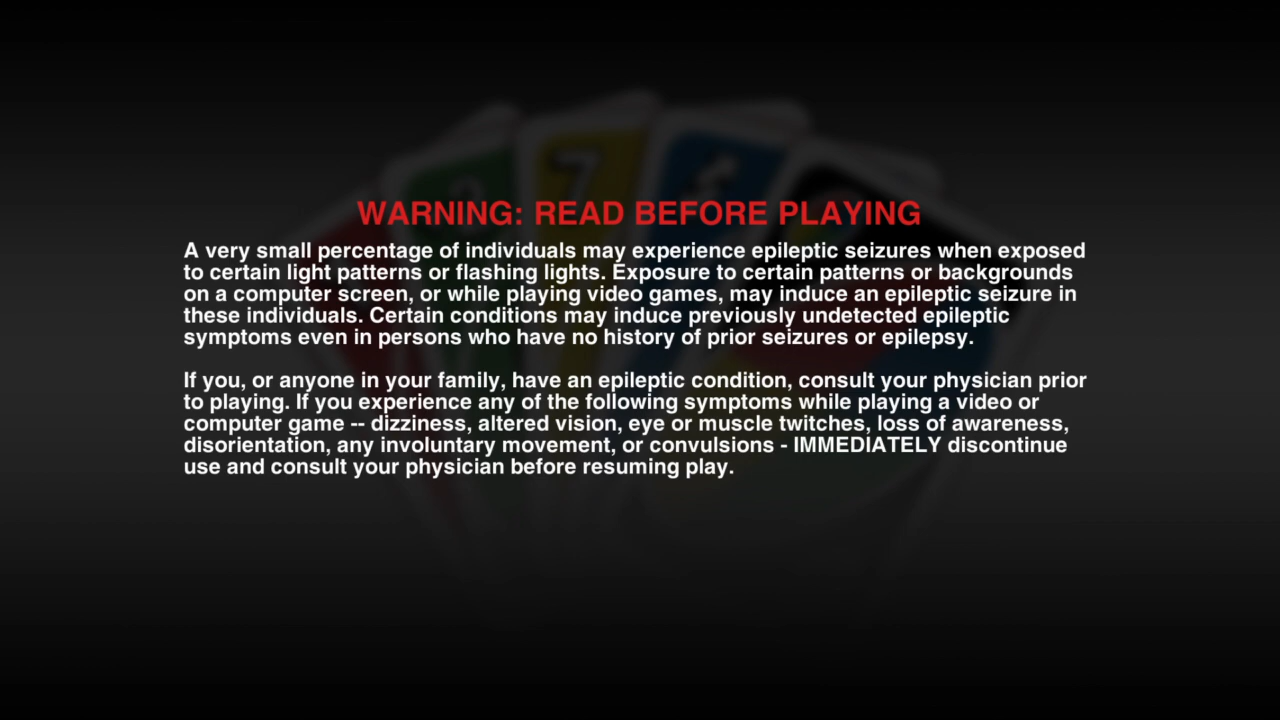 WARNING: READ BEFORE PLAYING
A very small percentage of individuals may experience epileptic seizures when exposed
to certain light patterns or flashing lights. Exposure to certain patterns or backgrounds
on a computer screen, or while playing video games, may induce an epileptic seizure in
these individuals. Certain conditions may induce previously undetected epileptic
symptoms even in persons who have no history of prior seizures or epilepsy.
If you, or anyone in your family, have an epileptic condition, consult your physician prior
to playing. If you experience any of the following symptoms while playing a video or
computer game -- dizziness, altered vision, eye or muscle twitches, loss of awareness,
disorientation, any involuntary movement, or convulsions - IMMEDIATELY discontinue
use and consult your physician before resuming play.